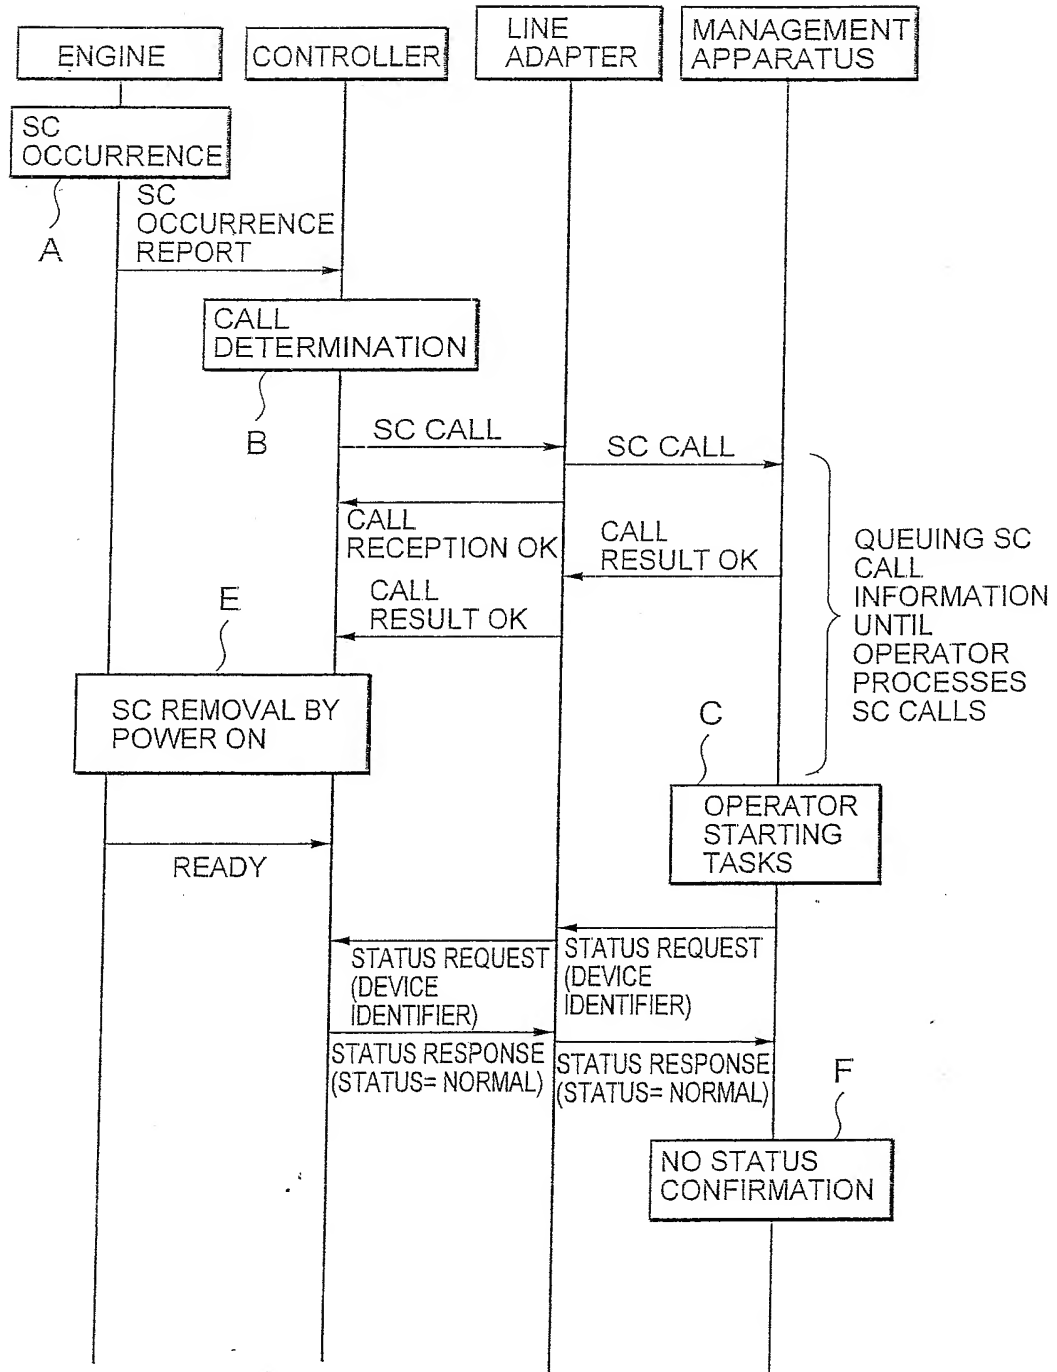 ENGINE
CONTROLLER
LINE
ADAPTER
MANAGEMENT
APPARATUS
SC
OCCURRENCE
A
SC
OCCURRENCE
REPORT
CALL
DETERMINATION
B
SC CALL
SC CALL
CALL
RECEPTION OK
CALL
RESULT OK
CALL
RESULT OK
QUEUING SC
CALL
INFORMATION
UNTIL
OPERATOR
PROCESSES
SC CALLS
E
SC REMOVAL BY
POWER ON
C
OPERATOR
STARTING
TASKS
READY
STATUS REQUEST
(DEVICE
IDENTIFIER)
STATUS REQUEST
(DEVICE
IDENTIFIER)
STATUS RESPONSE
(STATUS= NORMAL)
STATUS RESPONSE
(STATUS= NORMAL)
F
NO STATUS
CONFIRMATION